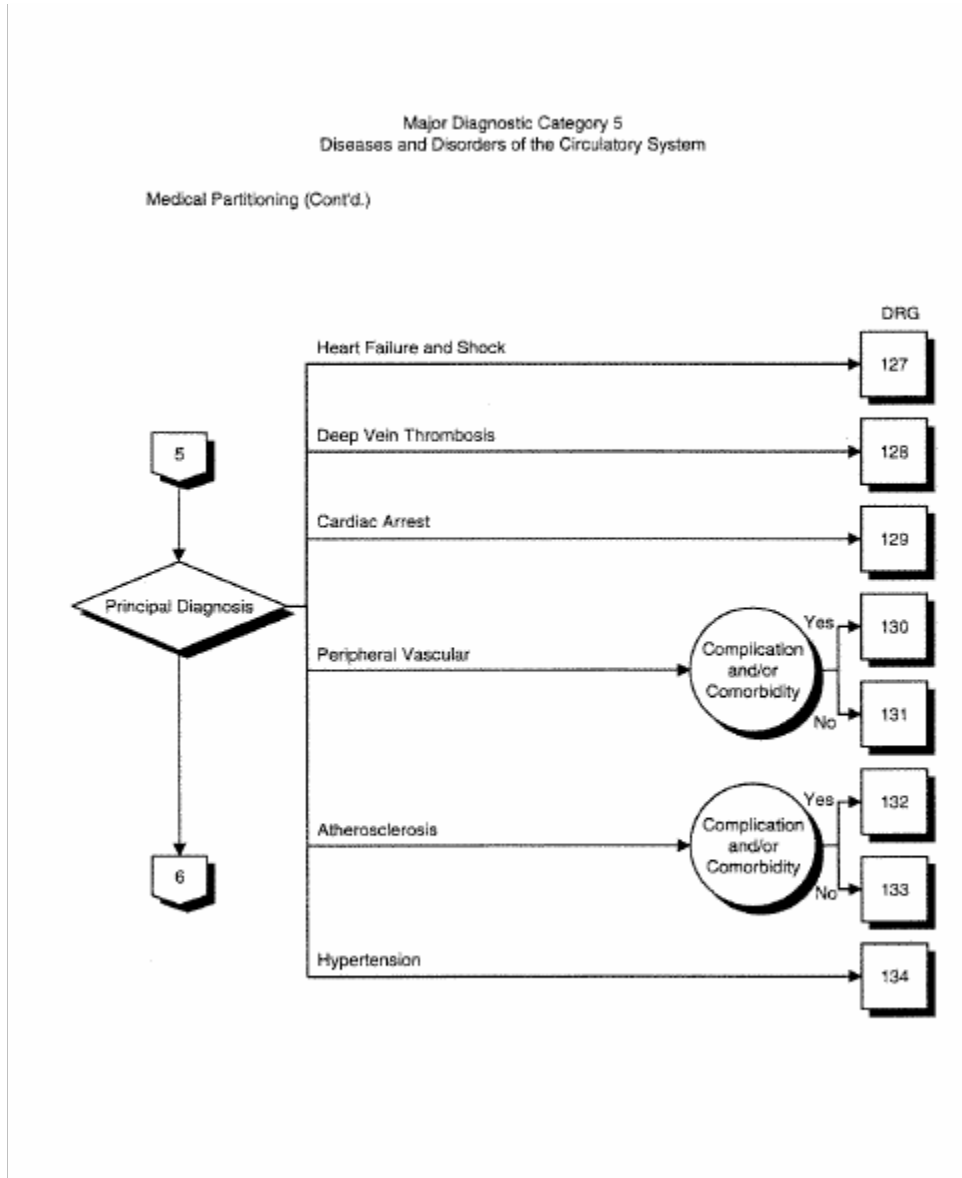 Major Diagnostic Category 5
Diseases and Disorders of the Circulatory System
Medical Partitioning (Cont'd.)
DRG
Heart Failure and Shock
127
Deep Vein Thrombosis
128
5
Cardiac Arrest
129
Principal Diagnosis
Peripheral Vascular
Complication
and/or
Comorbidity
Yes
130
No
131
Atherosclerosis
Complication
and/or
Comorbidity
Yes
132
No
133
6
Hypertension
134